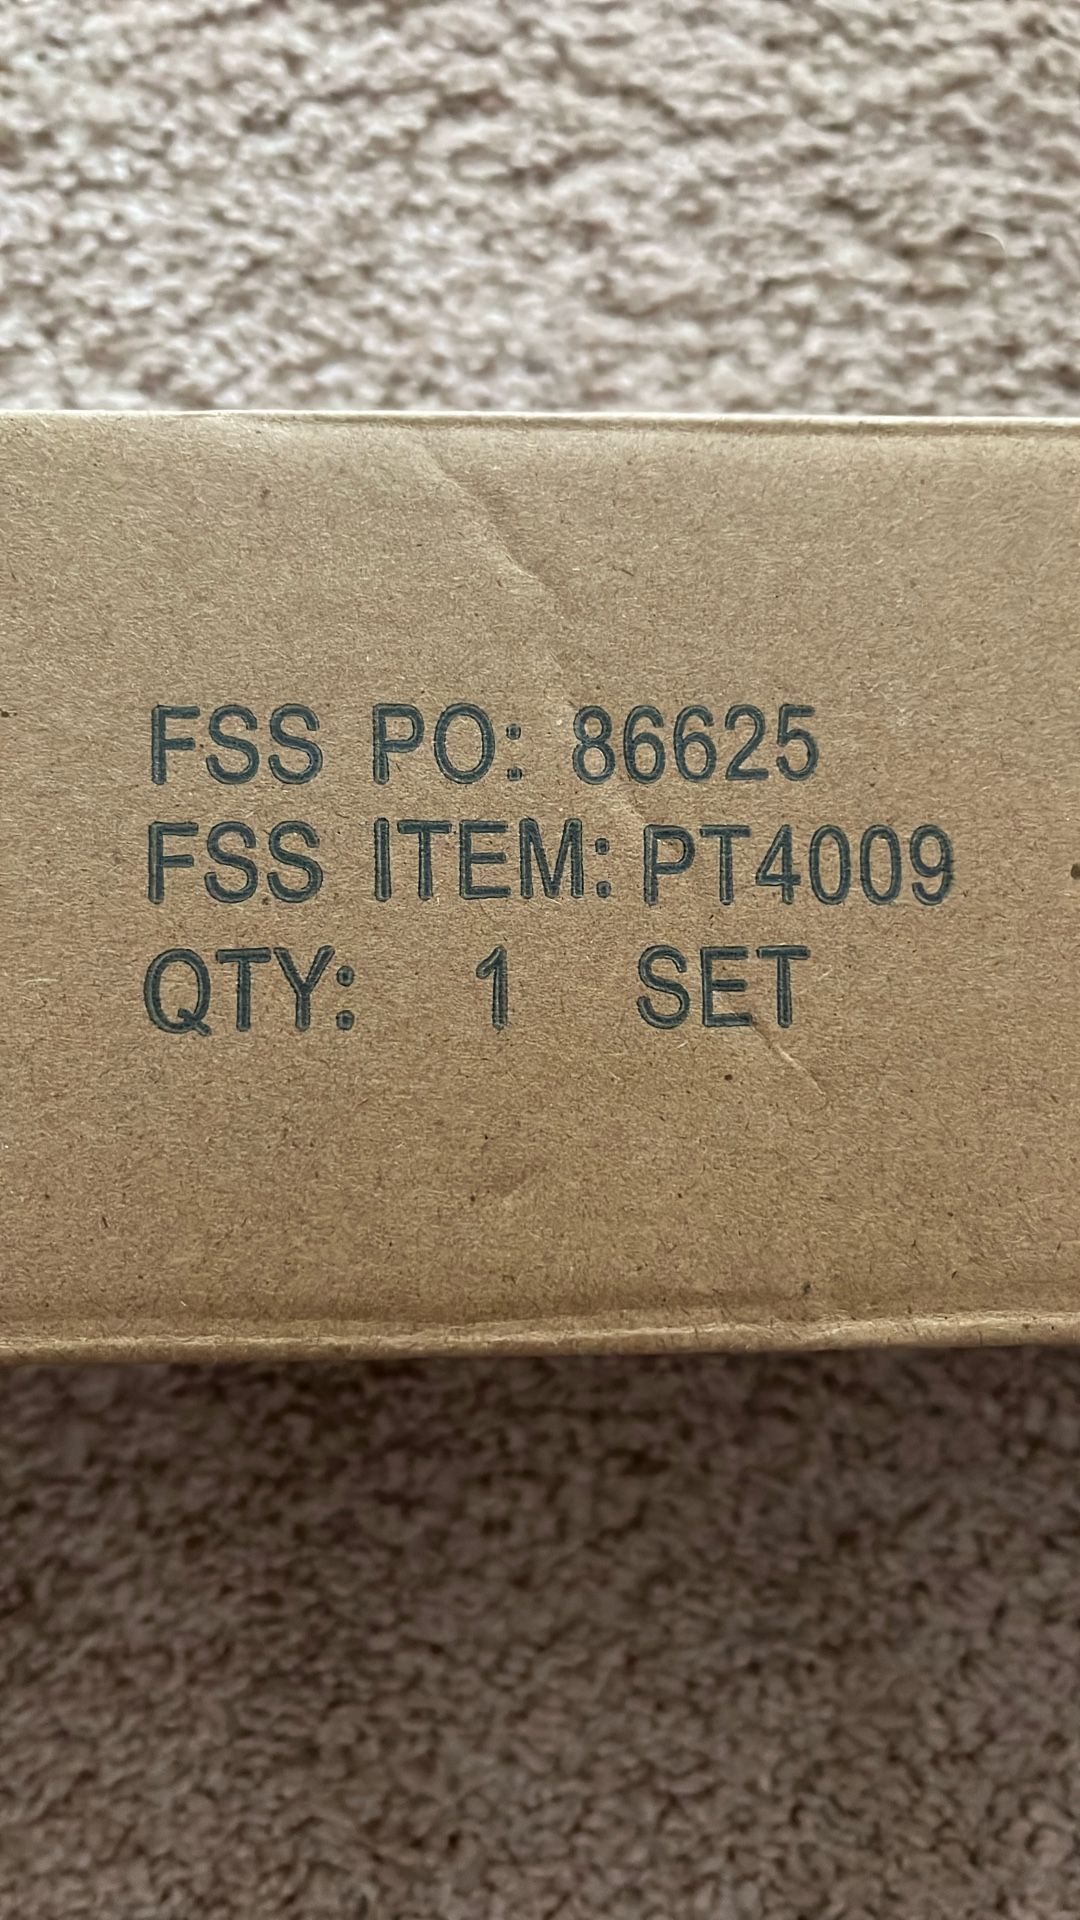 FSS PO: 86625
FSS ITEM: PT4009
QTY: 1 SET